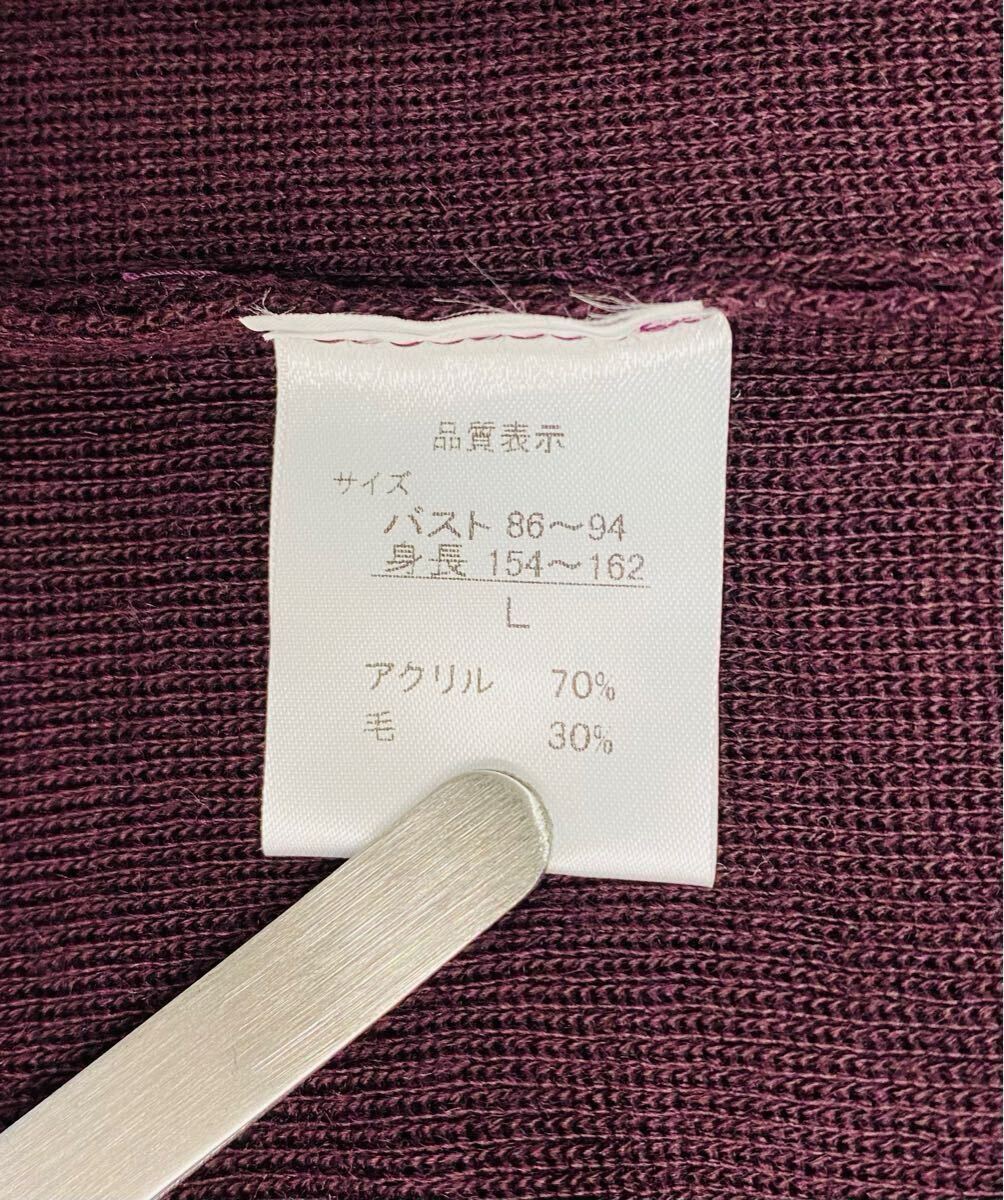 品質表示
サイズ
バスト 86～94
身長 154～162
L
アクリル 70%
毛 30%